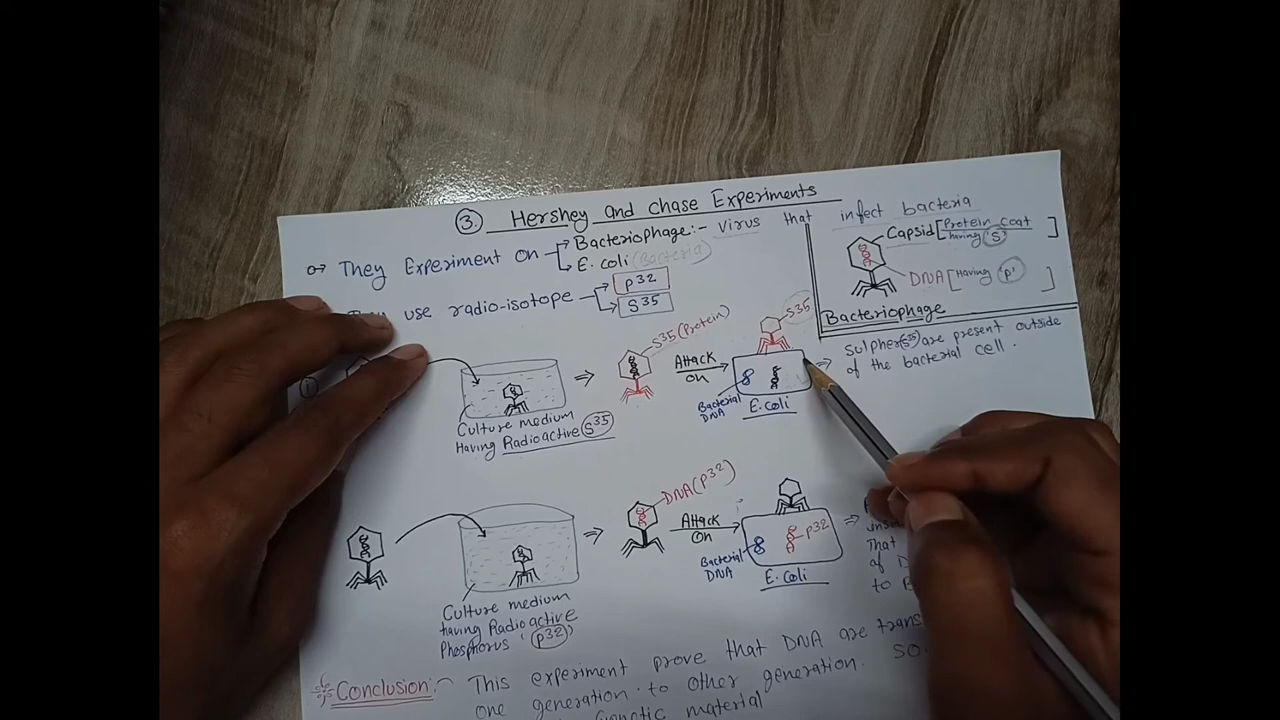 ③. Hershey and chase Experiments
They Experiment on
Bacteriophage:- Virus that infect bacteria
E.coli (Bacteria)
use radio-isotope
P32
S35
Capsid [Protein coat having 'S']
DNA [Having 'P']
Bacteriophage
①
Culture medium
Having Radioactive S35
S35 (Protein)
Attack
on
S35
Bacterial
DNA
E.coli
⇒ Sulpher(S35) are present outside
of the bacterial cell.
Culture medium
having Radioactive
Phosphorus 'P32'
DNA (P32)
Attack
On
P32
Bacterial
DNA
E.coli
That
to
Conclusion:- This experiment prove that DNA are
one generation to other generation. So
Genetic material